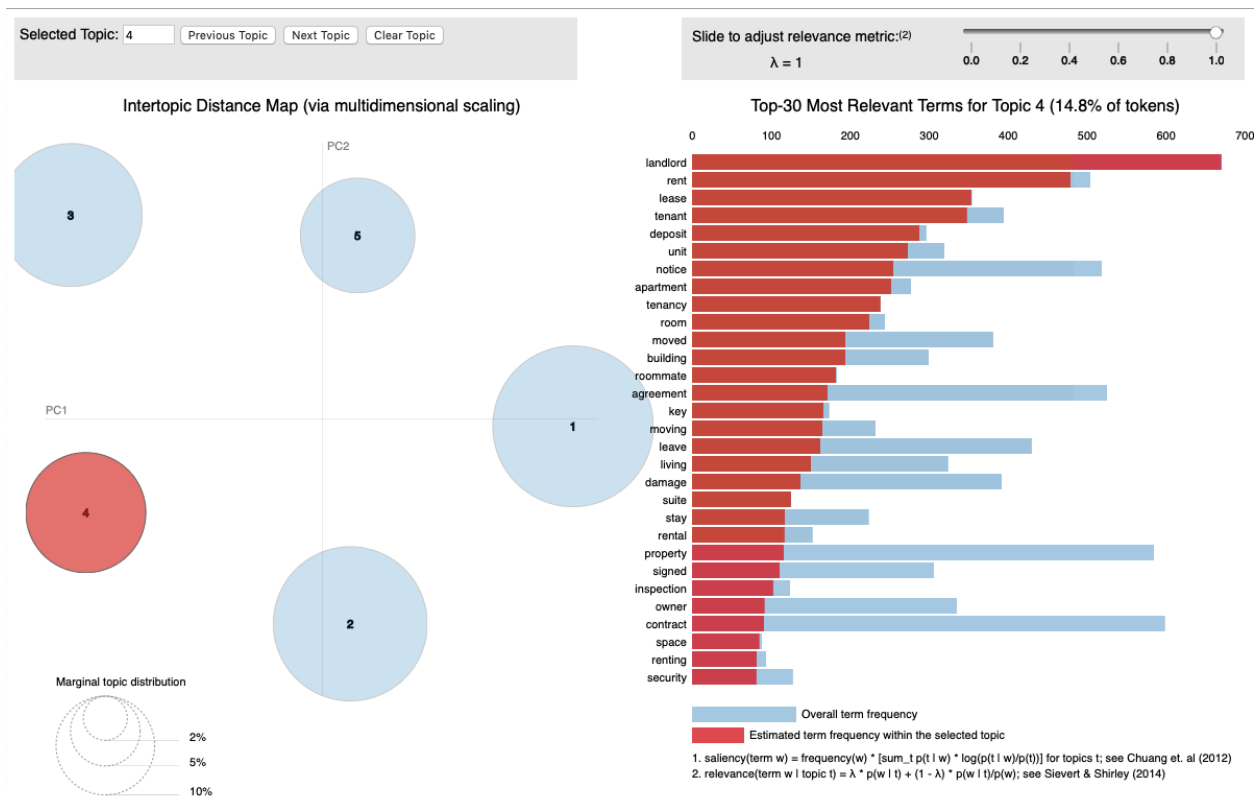 Selected Topic: 4 Previous Topic Next Topic Clear Topic
Slide to adjust relevance metric:(2)
λ = 1
0.0 0.2 0.4 0.6 0.8 1.0
Intertopic Distance Map (via multidimensional scaling)
PC2
3
5
1
PC1
4
2
Marginal topic distribution
2%
5%
10%
Top-30 Most Relevant Terms for Topic 4 (14.8% of tokens)
0 100 200 300 400 500 600 700
landlord
rent
lease
tenant
deposit
unit
notice
apartment
tenancy
room
moved
building
roommate
agreement
key
moving
leave
living
damage
suite
stay
rental
property
signed
inspection
owner
contract
space
renting
security
Overall term frequency
Estimated term frequency within the selected topic
1. saliency(term w) = frequency(w) * [sum_t p(t | w) * log(p(t | w)/p(t))] for topics t; see Chuang et. al (2012)
2. relevance(term w | topic t) = λ * p(w | t) + (1 - λ) * p(w | t)/p(w); see Sievert & Shirley (2014)